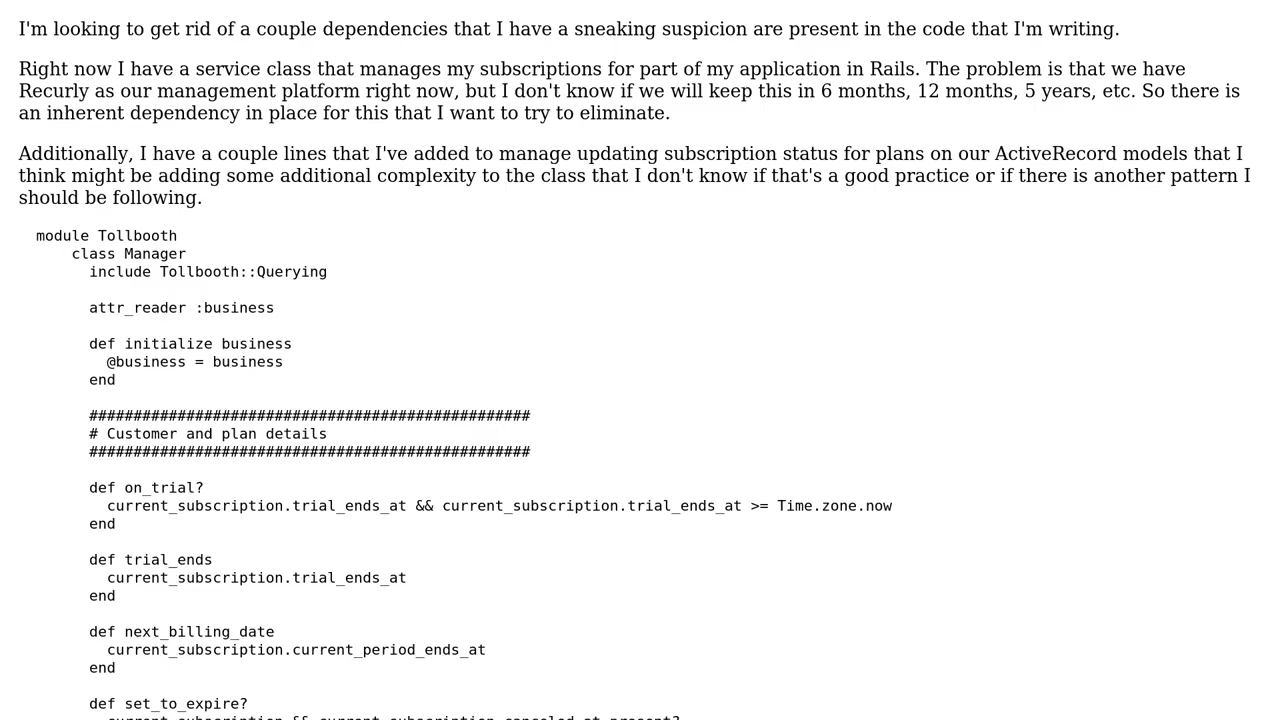 I'm looking to get rid of a couple dependencies that I have a sneaking suspicion are present in the code that I'm writing.
Right now I have a service class that manages my subscriptions for part of my application in Rails. The problem is that we have
Recurly as our management platform right now, but I don't know if we will keep this in 6 months, 12 months, 5 years, etc. So there is
an inherent dependency in place for this that I want to try to eliminate.
Additionally, I have a couple lines that I've added to manage updating subscription status for plans on our ActiveRecord models that I
think might be adding some additional complexity to the class that I don't know if that's a good practice or if there is another pattern I
should be following.
module Tollbooth
class Manager
include Tollbooth::Querying
attr_reader :business
def initialize business
@business = business
end
##################################################
# Customer and plan details
##################################################
def on_trial?
current_subscription.trial_ends_at && current_subscription.trial_ends_at >= Time.zone.now
end
def trial_ends
current_subscription.trial_ends_at
end
def next_billing_date
current_subscription.current_period_ends_at
end
def set_to_expire?
current_subscription && current_subscription.canceled_at.present?